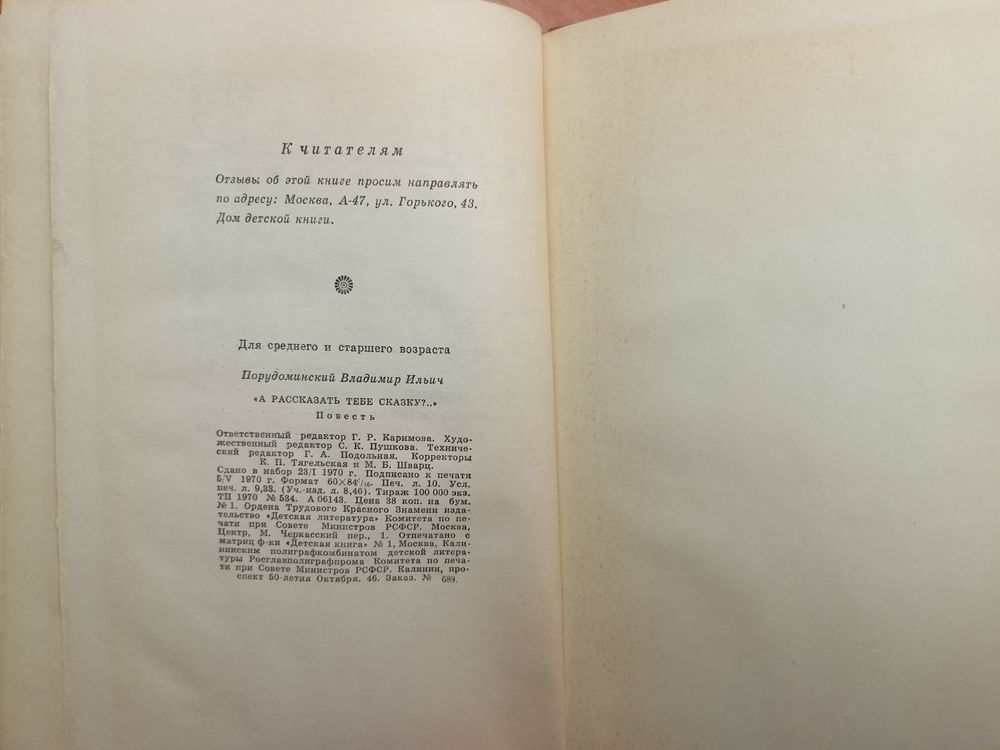 К читателям
Отзывы об этой книге просим направлять
по адресу: Москва, А-47, ул. Горького, 43.
Дом детской книги.
Для среднего и старшего возраста
Порудоминский Владимир Ильич
«А РАССКАЗАТЬ ТЕБЕ СКАЗКУ?..»
Повесть
Ответственный редактор Г. Р. Каримова. Худо-
жественный редактор С. К. Пушкова. Техниче-
ский редактор Г. А. Подольная. Корректоры
К. П. Тягельская и М. Б. Шварц.
Сдано в набор 23/I 1970 г. Подписано к печати
5/V 1970 г. Формат 60×84¹/₁₆. Печ. л. 10. Усл.
печ. л. 9,33. (Уч.-изд. л. 8,46). Тираж 100 000 экз.
ТП 1970 № 534. А 06143. Цена 38 коп. на бум.
№ 1. Ордена Трудового Красного Знамени изда-
тельство «Детская литература» Комитета по пе-
чати при Совете Министров РСФСР. Москва,
Центр, М. Черкасский пер., 1. Отпечатано с
матриц ф-ки «Детская книга» № 1, Москва, Кали-
нинским полиграфкомбинатом детской литера-
туры Росглавполиграфпрома Комитета по печа-
ти при Совете Министров РСФСР. Калинин, про-
спект 50-летия Октября. 46. Заказ. № 689.